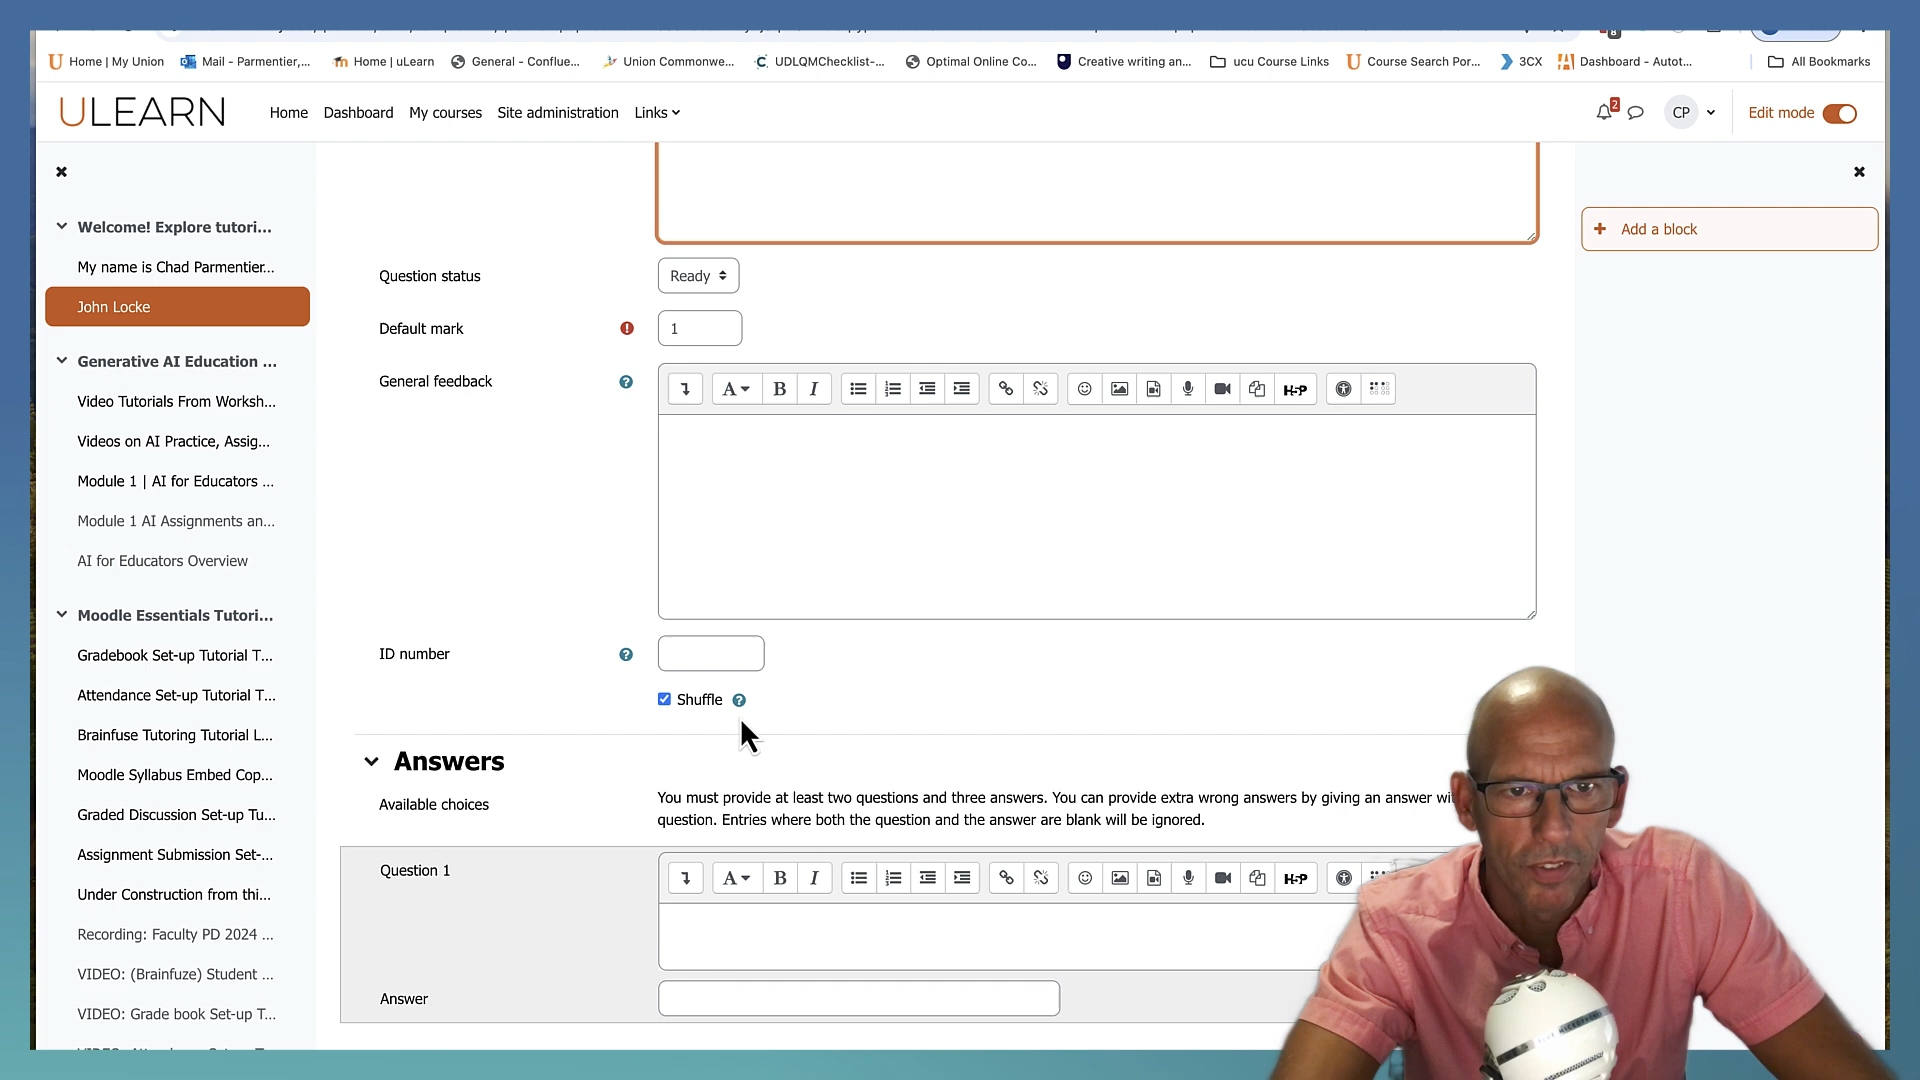 Home | My Union
Mail - Parmentier,...
Home | uLearn
General - Conflue...
Union Commonwe...
UDLQMChecklist-...
Optimal Online Co...
Creative writing an...
ucu Course Links
Course Search Por...
3CX
Dashboard - Autot...
All Bookmarks
ULEARN
Home
Dashboard
My courses
Site administration
Links
2
CP
Edit mode
Welcome! Explore tutori...
My name is Chad Parmentier...
John Locke
Generative AI Education ...
Video Tutorials From Worksh...
Videos on AI Practice, Assig...
Module 1 | AI for Educators ...
Module 1 AI Assignments an...
AI for Educators Overview
Moodle Essentials Tutori...
Gradebook Set-up Tutorial T...
Attendance Set-up Tutorial T...
Brainfuse Tutoring Tutorial L...
Moodle Syllabus Embed Cop...
Graded Discussion Set-up Tu...
Assignment Submission Set-...
Under Construction from thi...
Recording: Faculty PD 2024 ...
VIDEO: (Brainfuze) Student ...
VIDEO: Grade book Set-up T...
Add a block
Question status
Ready
Default mark
1
General feedback
A B I H-P
ID number
Shuffle
Answers
Available choices
You must provide at least two questions and three answers. You can provide extra wrong answers by giving an answer wi
question. Entries where both the question and the answer are blank will be ignored.
Question 1
A B I H-P
Answer